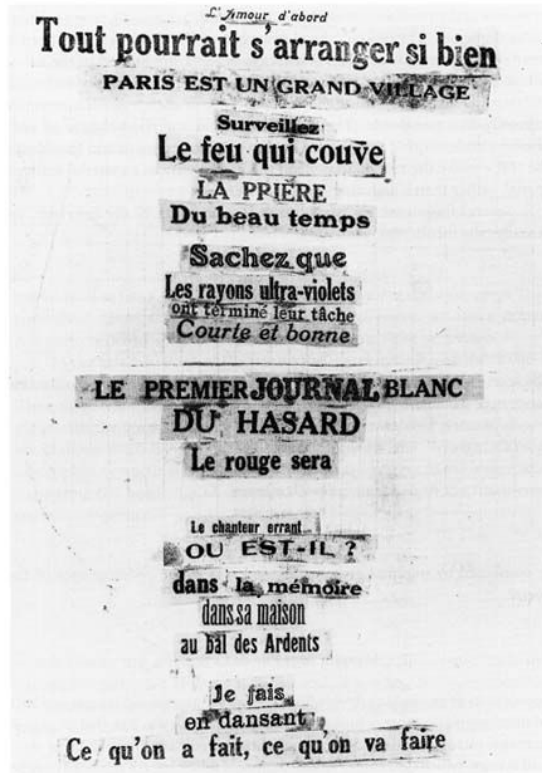 L'Amour d'abord
Tout pourrait s'arranger si bien
PARIS EST UN GRAND VILLAGE
Surveillez
Le feu qui couve
LA PRIÈRE
Du beau temps
Sachez que
Les rayons ultra-violets
ont terminé leur tâche
Courte et bonne
LE PREMIER JOURNAL BLANC
DU HASARD
Le rouge sera
Le chanteur errant...
OU EST-IL ?
dans la mémoire
dans sa maison
au bal des Ardents
Je fais
en dansant
Ce qu'on a fait, ce qu'on va faire